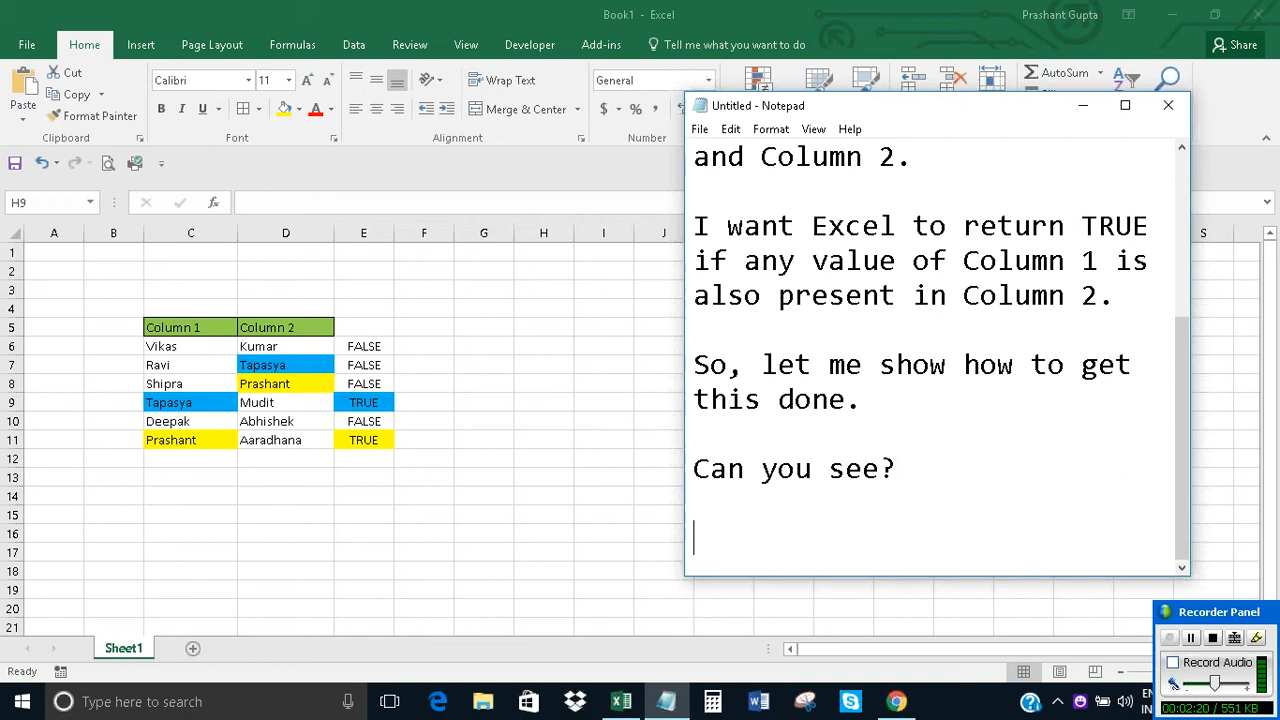 Book1 - Excel
Prashant Gupta
File Home Insert Page Layout Formulas Data Review View Developer Add-ins Tell me what you want to do Share
Paste
Cut
Copy
Format Painter
Clipboard
Calibri 11
B I U
Font
Wrap Text
Merge & Center
Alignment
General
$ % ,
Number
AutoSum
H9
fx
A B C D E F G H I J S
1
2
3
4
5 Column 1 Column 2
6 Vikas Kumar FALSE
7 Ravi Tapasya FALSE
8 Shipra Prashant FALSE
9 Tapasya Mudit TRUE
10 Deepak Abhishek FALSE
11 Prashant Aaradhana TRUE
12
13
14
15
16
17
18
19
20
21
Sheet1
Ready
Untitled - Notepad
File Edit Format View Help
and Column 2.
I want Excel to return TRUE
if any value of Column 1 is
also present in Column 2.
So, let me show how to get
this done.
Can you see?
Recorder Panel
Record Audio
00:02:20 / 551 KB
Type here to search